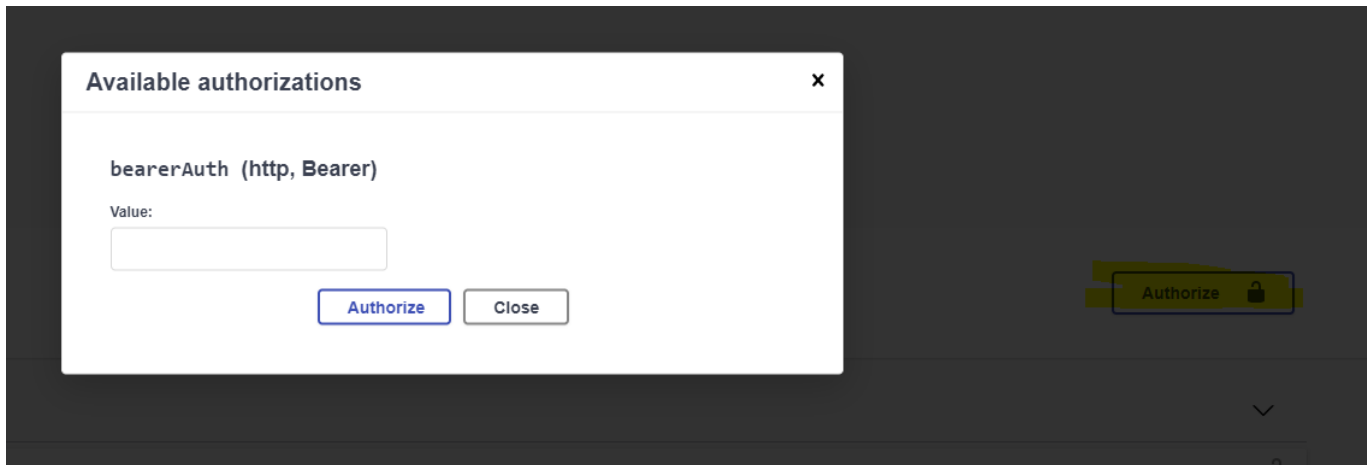 Available authorizations
bearerAuth (http, Bearer)
Value:
Authorize
Close
Authorize